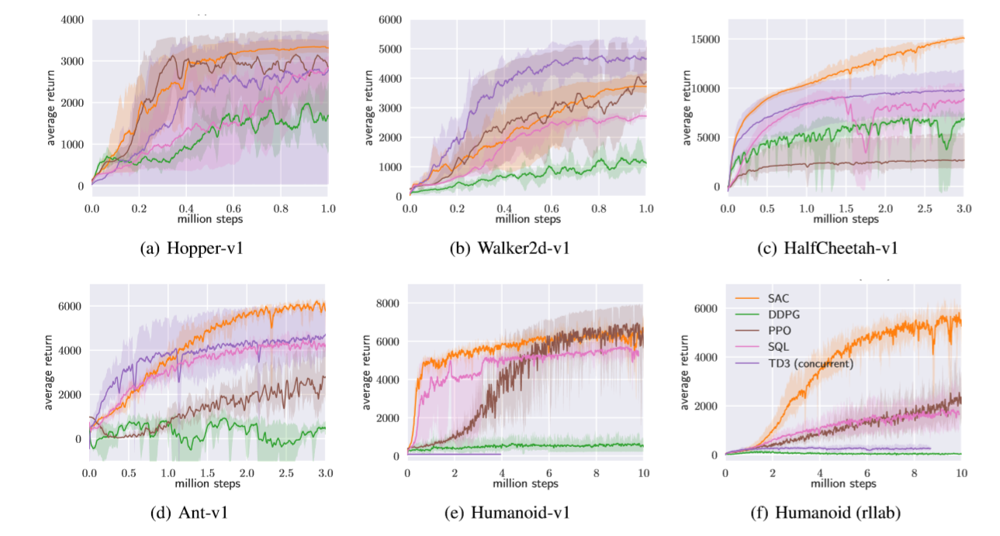 4000
3000
2000
1000
0
average return
0.0 0.2 0.4 0.6 0.8 1.0
million steps
(a) Hopper-v1
6000
5000
4000
3000
2000
1000
0
average return
0.0 0.2 0.4 0.6 0.8 1.0
million steps
(b) Walker2d-v1
15000
10000
5000
0
average return
0.0 0.5 1.0 1.5 2.0 2.5 3.0
million steps
(c) HalfCheetah-v1
6000
4000
2000
0
average return
0.0 0.5 1.0 1.5 2.0 2.5 3.0
million steps
(d) Ant-v1
8000
6000
4000
2000
0
average return
0 2 4 6 8 10
million steps
(e) Humanoid-v1
6000
4000
2000
0
average return
SAC
DDPG
PPO
SQL
TD3 (concurrent)
0 2 4 6 8 10
million steps
(f) Humanoid (rllab)